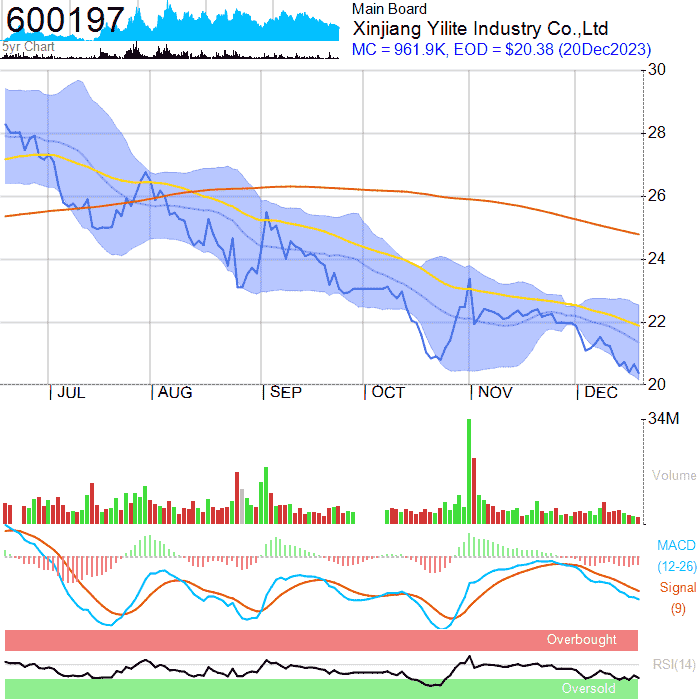 600197
Main Board
Xinjiang Yilite Industry Co.,Ltd
5yr Chart
MC = 961.9K, EOD = $20.38 (20Dec2023)
30
28
26
24
22
20
JUL AUG SEP OCT NOV DEC
34M
Volume
MACD
(12-26)
Signal
(9)
Overbought
RSI(14)
Oversold